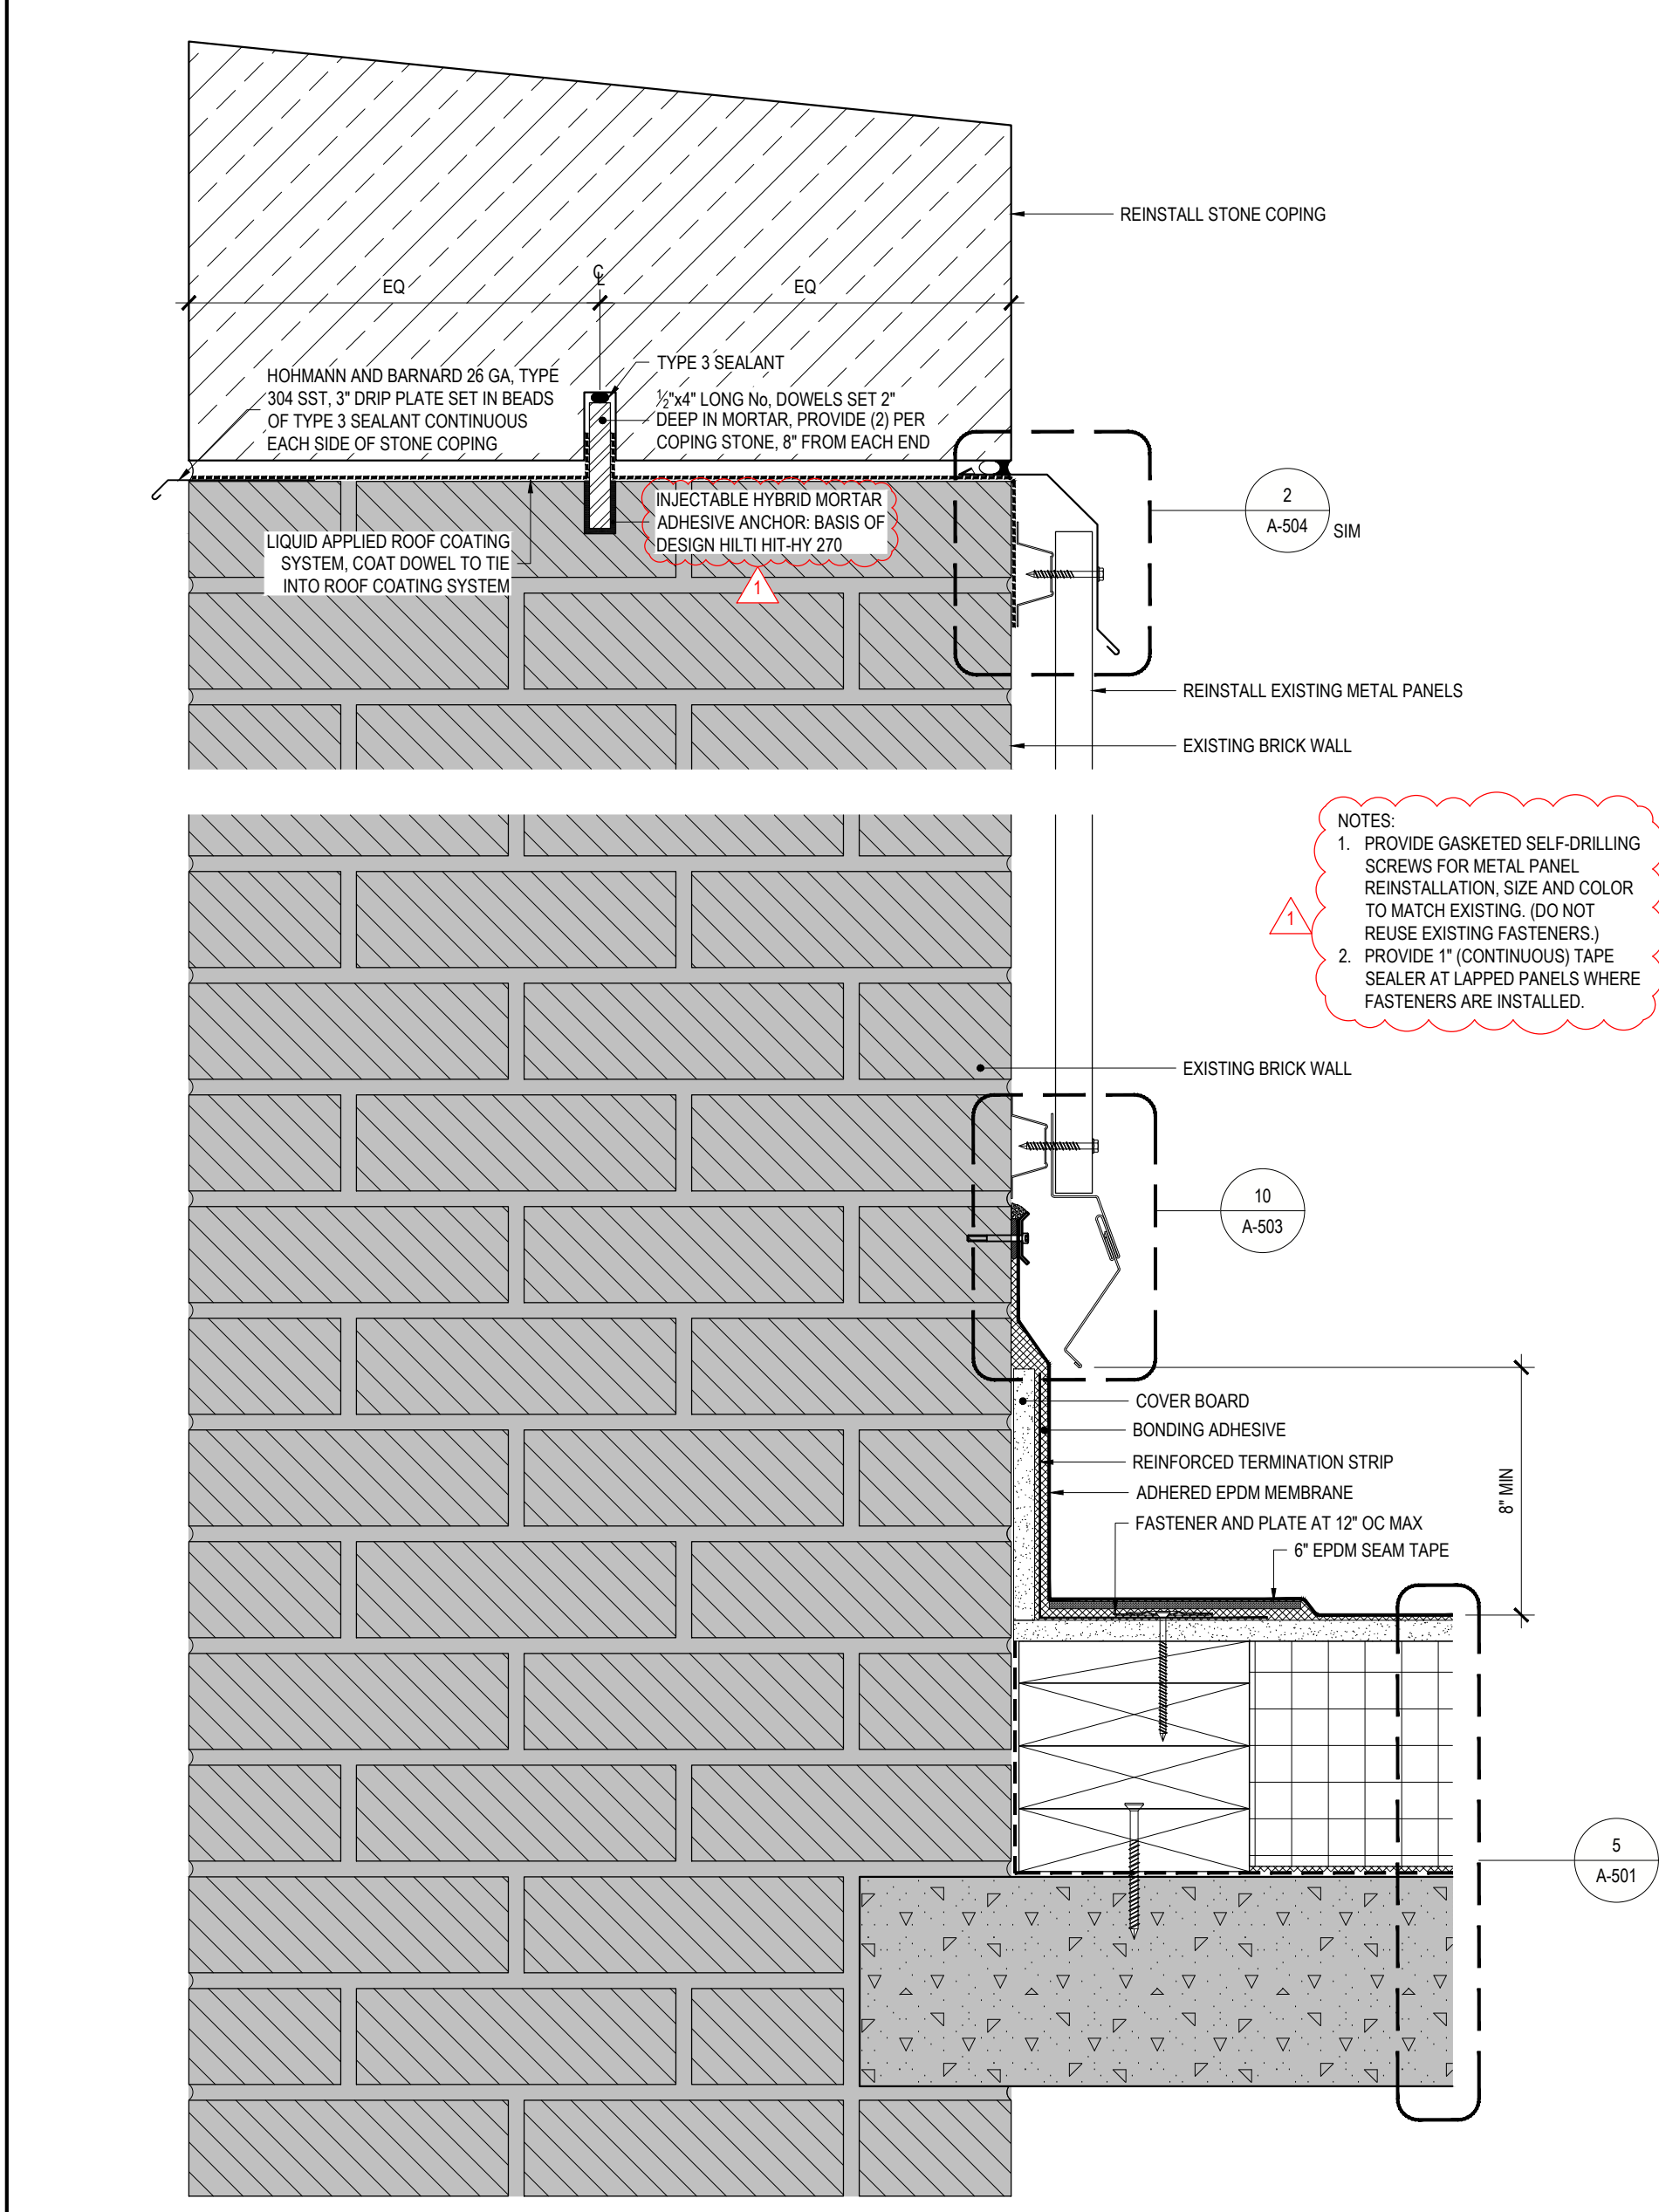 REINSTALL STONE COPING
EQ
℄
EQ
HOHMANN AND BARNARD 26 GA, TYPE
304 SST, 3" DRIP PLATE SET IN BEADS
OF TYPE 3 SEALANT CONTINUOUS
EACH SIDE OF STONE COPING
TYPE 3 SEALANT
½"x4" LONG No, DOWELS SET 2"
DEEP IN MORTAR, PROVIDE (2) PER
COPING STONE, 8" FROM EACH END
INJECTABLE HYBRID MORTAR
ADHESIVE ANCHOR: BASIS OF
DESIGN HILTI HIT-HY 270
1
LIQUID APPLIED ROOF COATING
SYSTEM, COAT DOWEL TO TIE
INTO ROOF COATING SYSTEM
2
A-504
SIM
REINSTALL EXISTING METAL PANELS
EXISTING BRICK WALL
NOTES:
1. PROVIDE GASKETED SELF-DRILLING
SCREWS FOR METAL PANEL
REINSTALLATION, SIZE AND COLOR
TO MATCH EXISTING. (DO NOT
REUSE EXISTING FASTENERS.)
2. PROVIDE 1" (CONTINUOUS) TAPE
SEALER AT LAPPED PANELS WHERE
FASTENERS ARE INSTALLED.
1
EXISTING BRICK WALL
10
A-503
COVER BOARD
BONDING ADHESIVE
REINFORCED TERMINATION STRIP
ADHERED EPDM MEMBRANE
FASTENER AND PLATE AT 12" OC MAX
6" EPDM SEAM TAPE
8" MIN
5
A-501